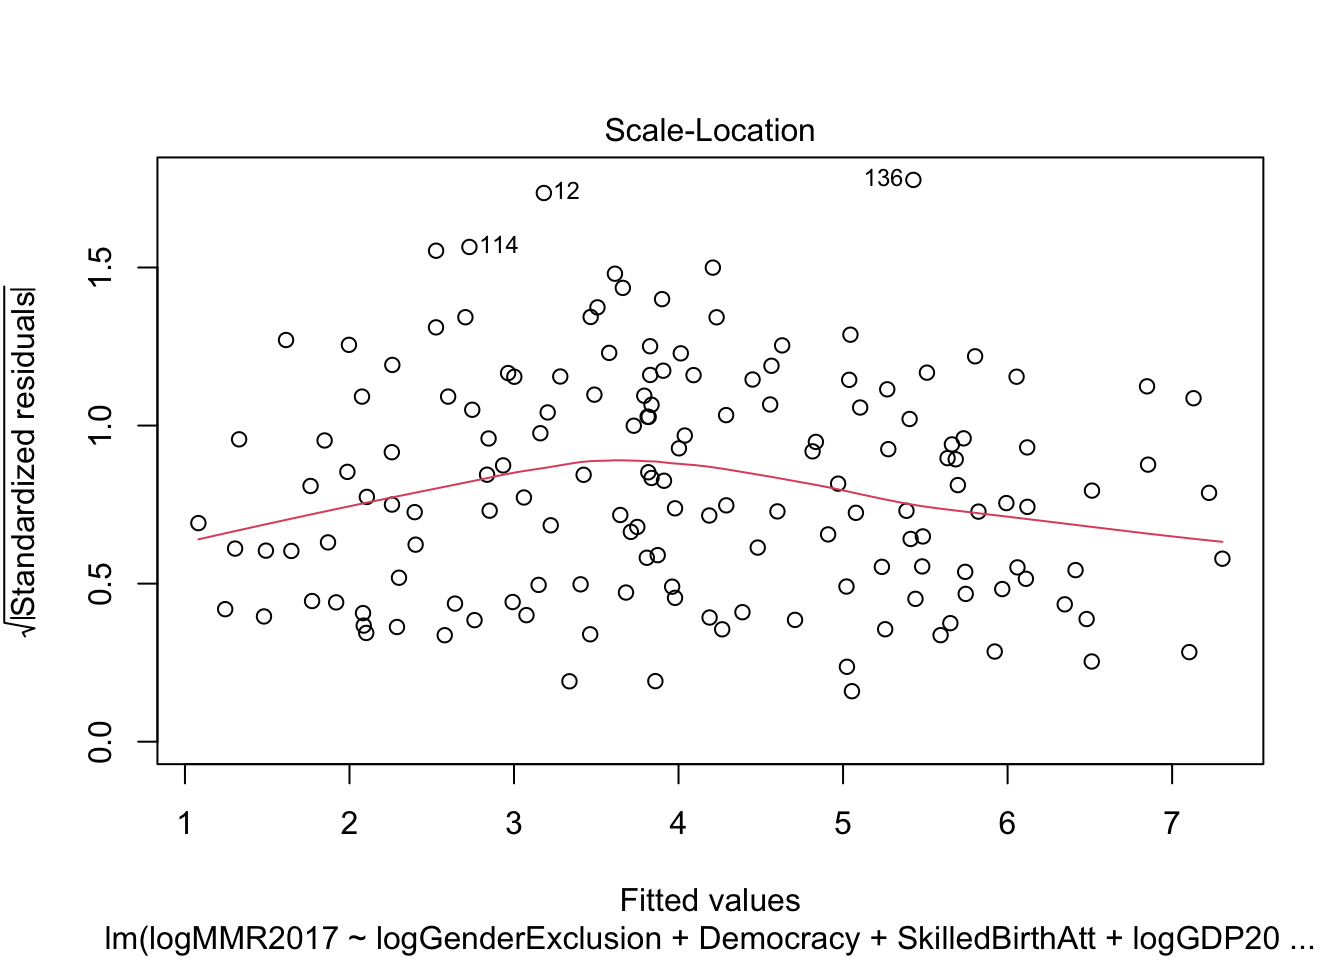 Scale-Location
136
12
114
√|Standardized residuals|
0.0 0.5 1.0 1.5
1 2 3 4 5 6 7
Fitted values
lm(logMMR2017 ~ logGenderExclusion + Democracy + SkilledBirthAtt + logGDP20 ...